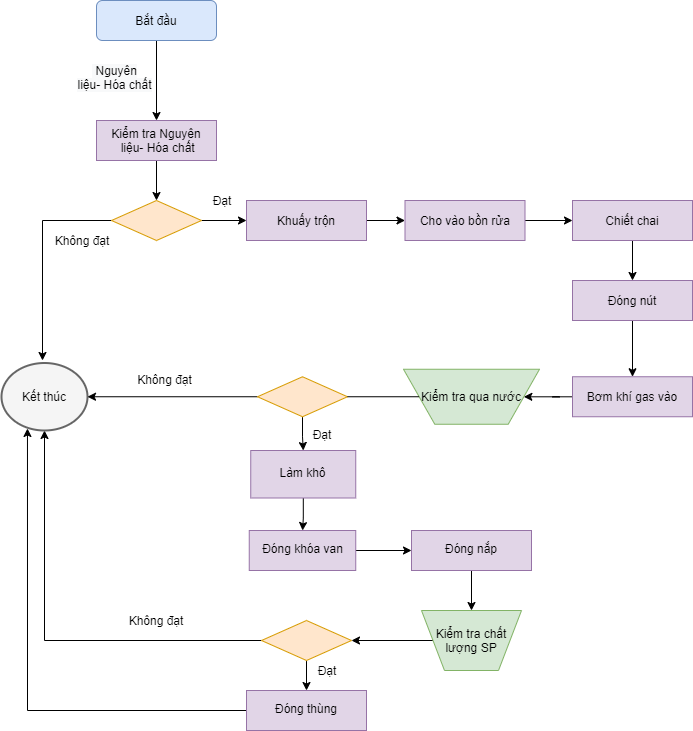 Bắt đầu
Nguyên
liệu- Hóa chất
Kiểm tra Nguyên
liệu- Hóa chất
Đạt
Khuấy trộn
Cho vào bồn rửa
Chiết chai
Không đạt
Đóng nút
Không đạt
Kết thúc
Kiểm tra qua nước
Bơm khí gas vào
Đạt
Làm khô
Đóng khóa van
Đóng nắp
Không đạt
Kiểm tra chất
lượng SP
Đạt
Đóng thùng